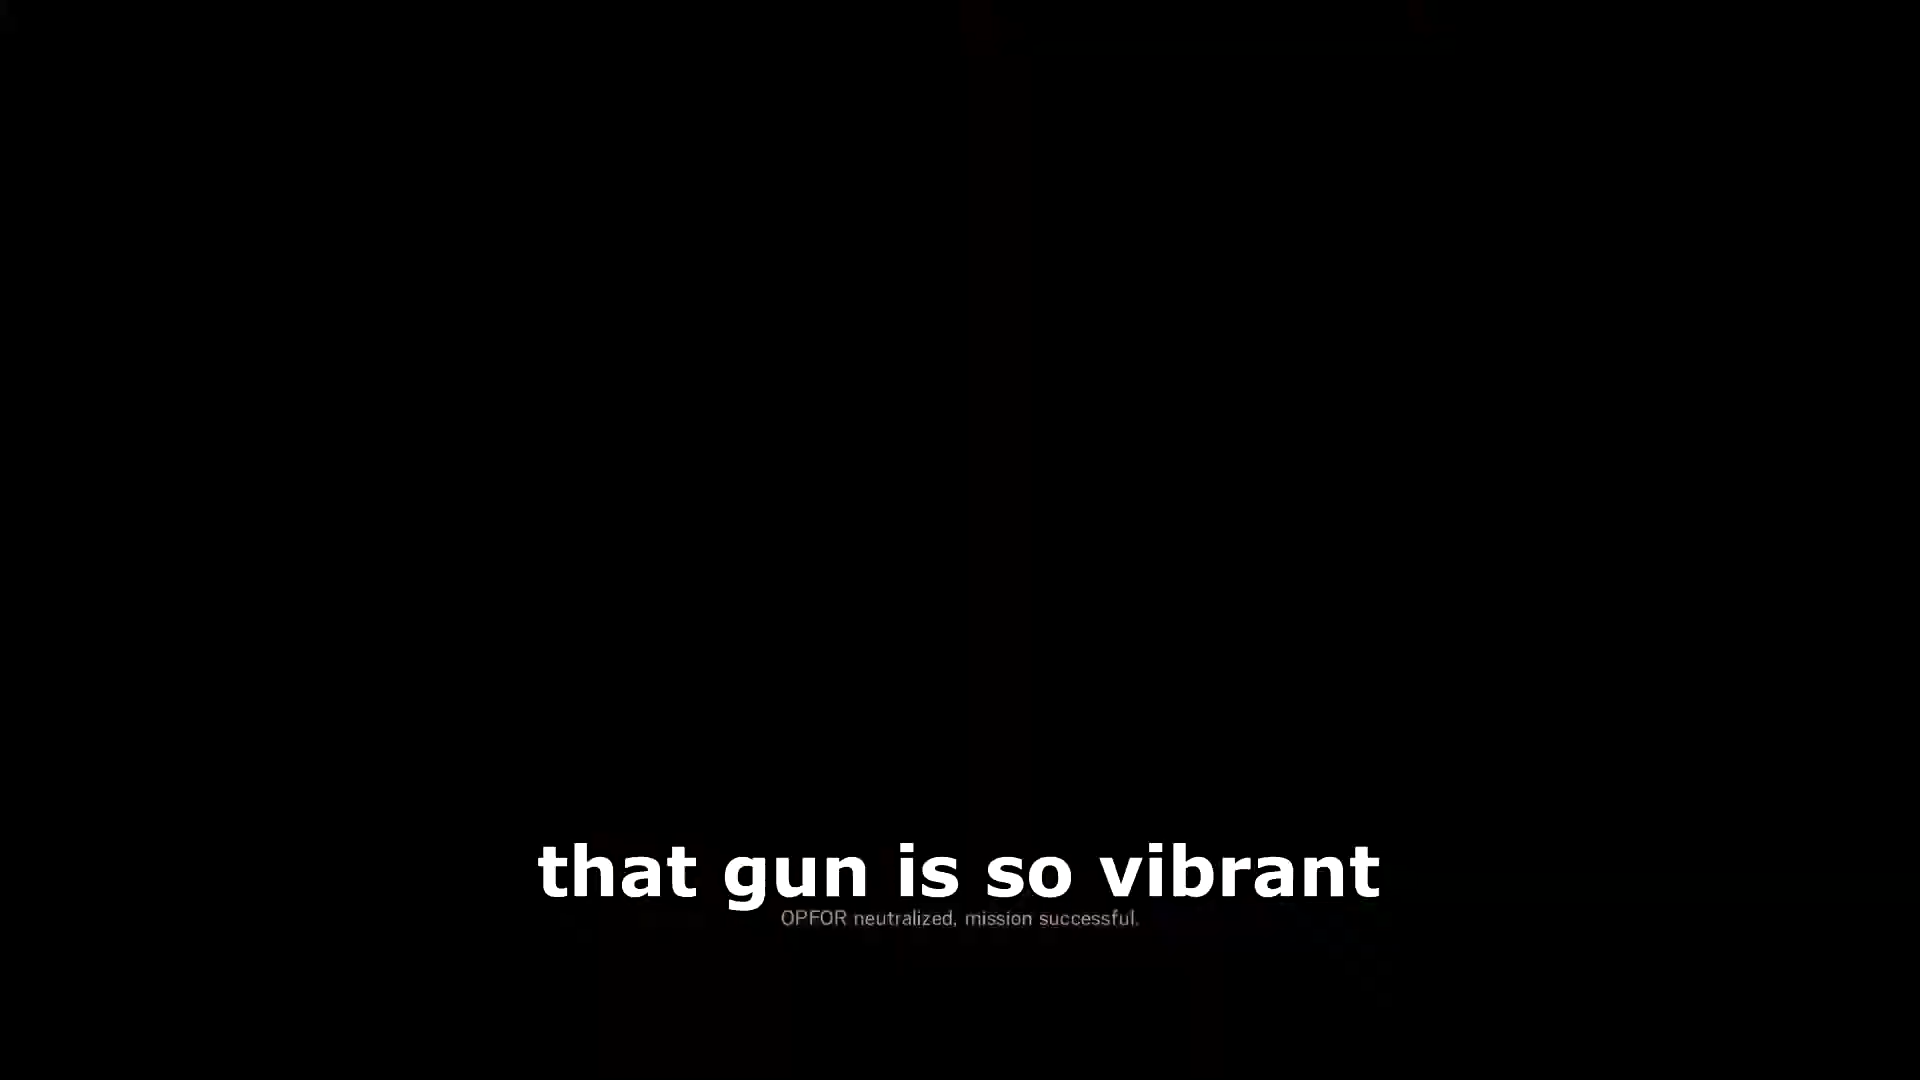 that gun is so vibrant
OPFOR neutralized, mission successful.